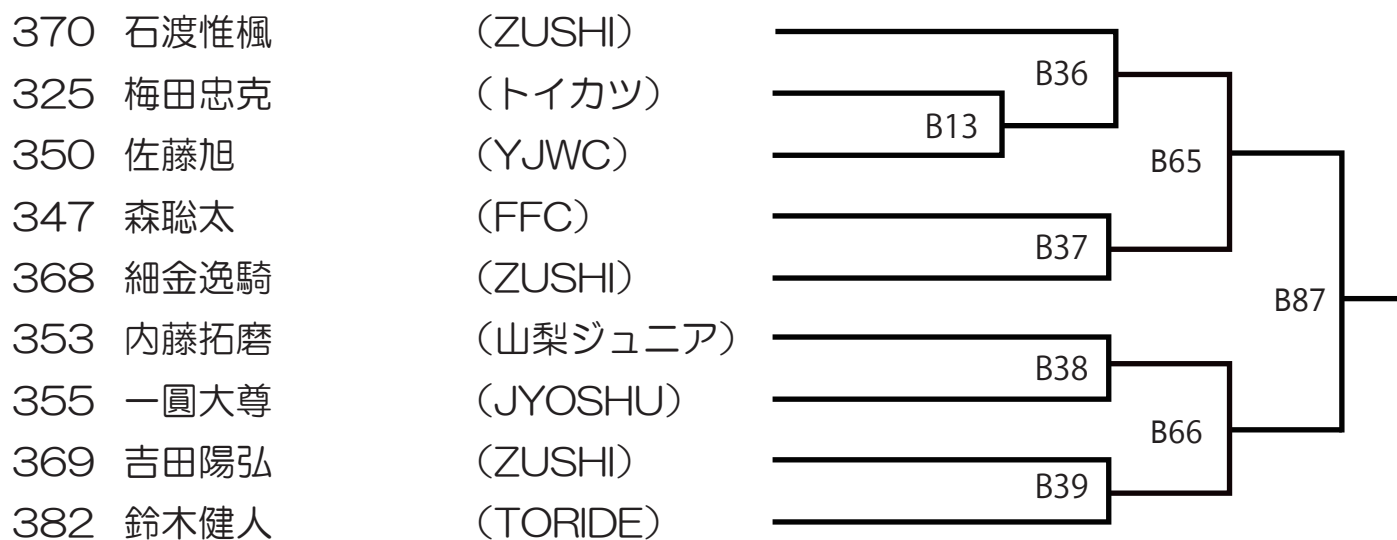 370 石渡惟楓 （ZUSHI）
B36
325 梅田忠克 （トイカツ）
B13
350 佐藤旭 （YJWC）
B65
347 森聡太 （FFC）
B37
368 細金逸騎 （ZUSHI）
B87
353 内藤拓磨 （山梨ジュニア）
B38
355 一圓大尊 （JYOSHU）
B66
369 吉田陽弘 （ZUSHI）
B39
382 鈴木健人 （TORIDE）